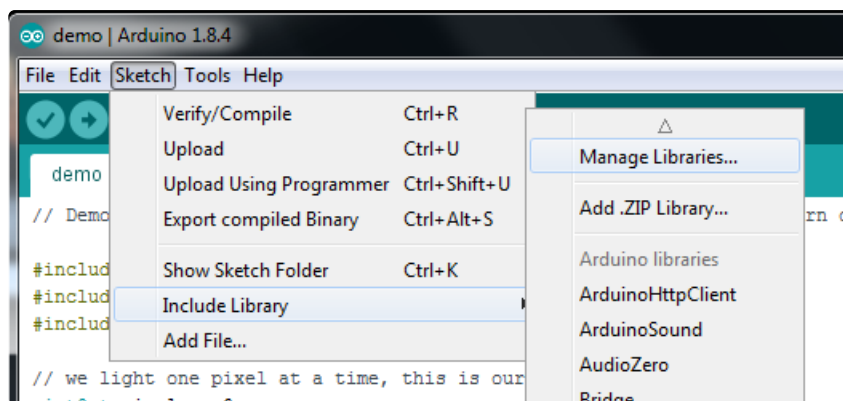 demo | Arduino 1.8.4
File Edit Sketch Tools Help
Verify/Compile Ctrl+R
Upload Ctrl+U
Upload Using Programmer Ctrl+Shift+U
Export compiled Binary Ctrl+Alt+S
Show Sketch Folder Ctrl+K
Include Library
Add File...
Manage Libraries...
Add .ZIP Library...
Arduino libraries
ArduinoHttpClient
ArduinoSound
AudioZero
Bridge
demo
// Demo
#includ
#includ
#includ
// we light one pixel at a time, this is our